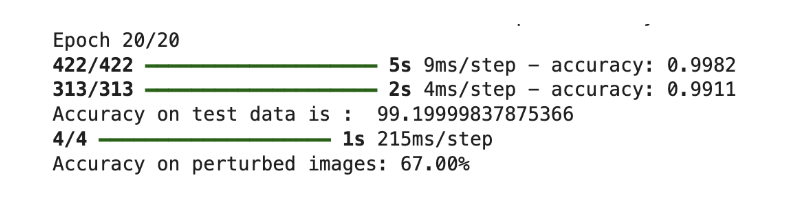 Epoch 20/20
422/422 ━━━━━━━━━━━━━━━━━━━━ 5s 9ms/step - accuracy: 0.9982
313/313 ━━━━━━━━━━━━━━━━━━━━ 2s 4ms/step - accuracy: 0.9911
Accuracy on test data is :  99.19999837875366
4/4 ━━━━━━━━━━━━━━━━━━━━ 1s 215ms/step
Accuracy on perturbed images: 67.00%